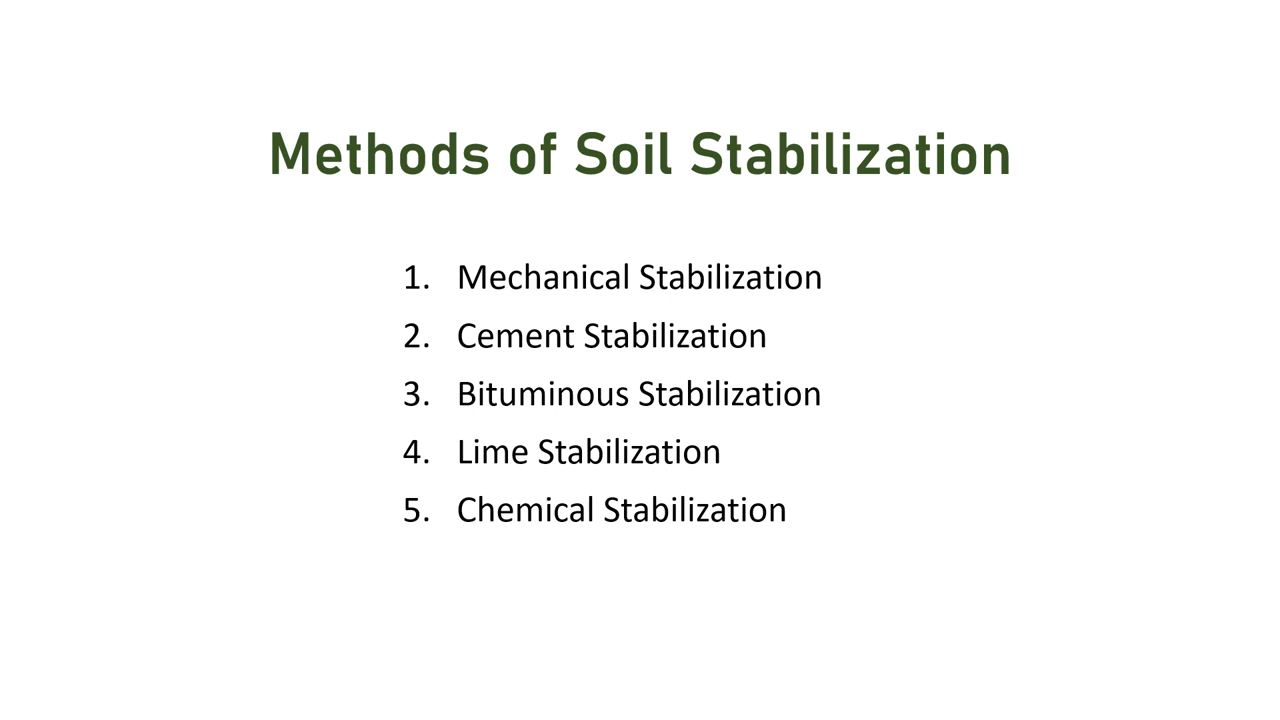 Methods of Soil Stabilization
1. Mechanical Stabilization
2. Cement Stabilization
3. Bituminous Stabilization
4. Lime Stabilization
5. Chemical Stabilization